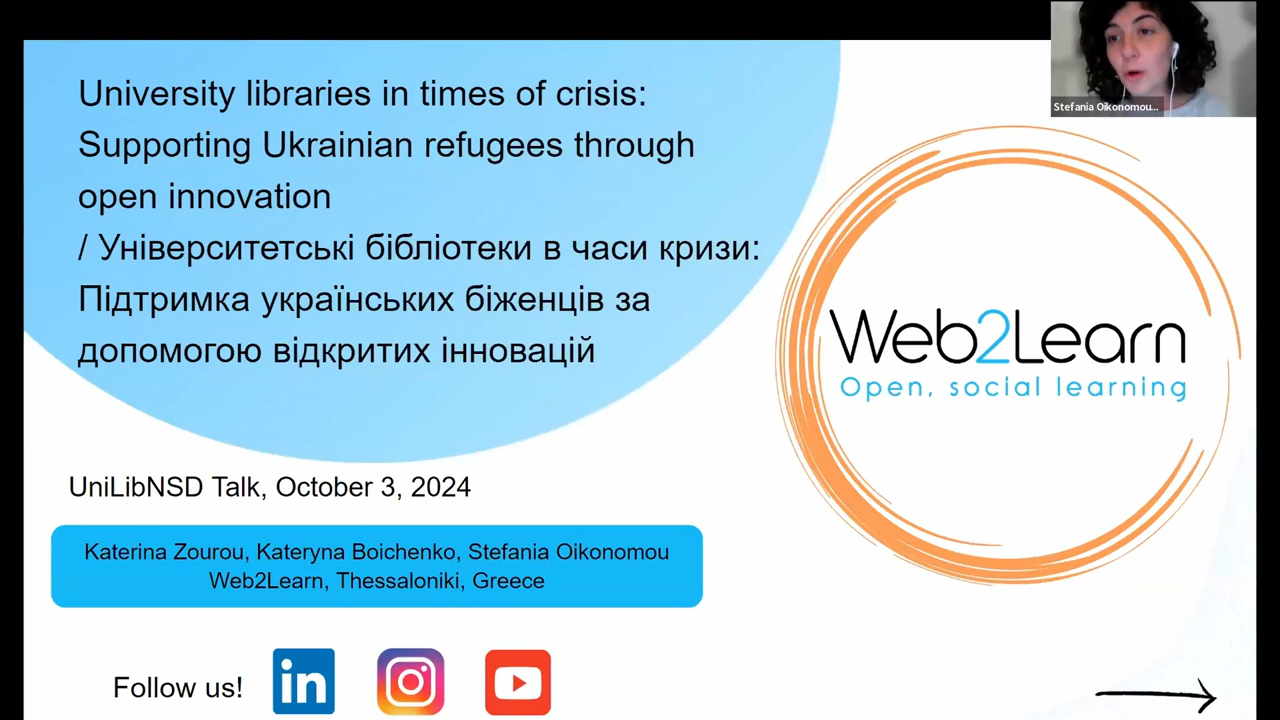 University libraries in times of crisis:
Supporting Ukrainian refugees through
open innovation
/ Університетські бібліотеки в часи кризи:
Підтримка українських біженців за
допомогою відкритих інновацій
UniLibNSD Talk, October 3, 2024
Katerina Zourou, Kateryna Boichenko, Stefania Oikonomou
Web2Learn, Thessaloniki, Greece
Follow us!
in
Web2Learn
Open, social learning
Stefania Oikonomou...